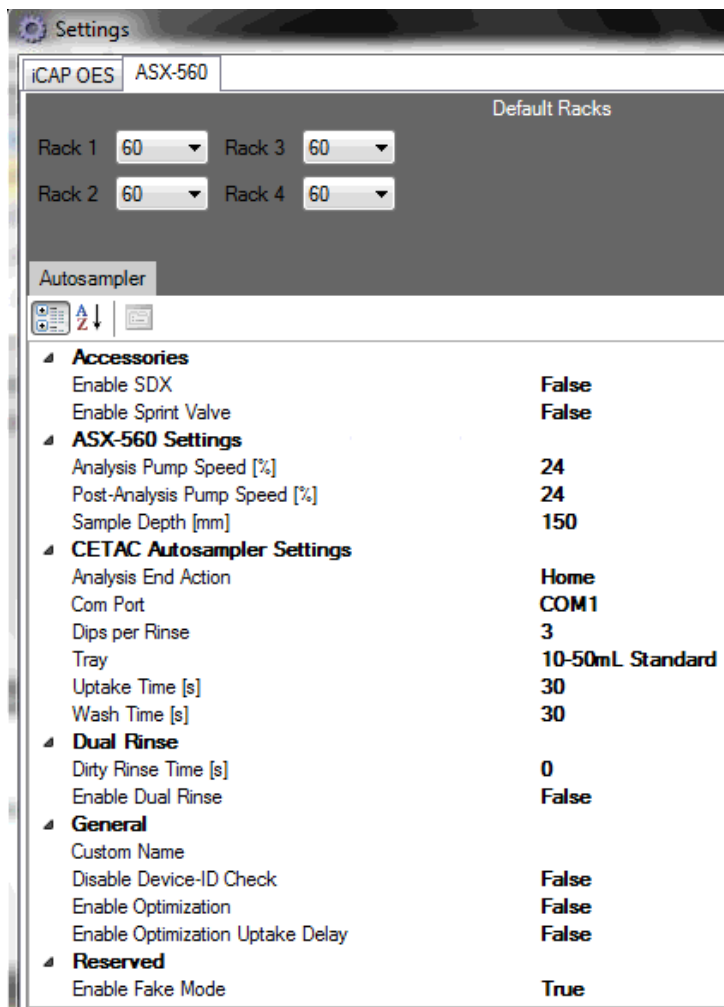 Settings
iCAP OES ASX-560
Default Racks
Rack 1 60 Rack 3 60
Rack 2 60 Rack 4 60
Autosampler
A
Z
Accessories
Enable SDX False
Enable Sprint Valve False
ASX-560 Settings
Analysis Pump Speed [%] 24
Post-Analysis Pump Speed [%] 24
Sample Depth [mm] 150
CETAC Autosampler Settings
Analysis End Action Home
Com Port COM1
Dips per Rinse 3
Tray 10-50mL Standard
Uptake Time [s] 30
Wash Time [s] 30
Dual Rinse
Dirty Rinse Time [s] 0
Enable Dual Rinse False
General
Custom Name
Disable Device-ID Check False
Enable Optimization False
Enable Optimization Uptake Delay False
Reserved
Enable Fake Mode True